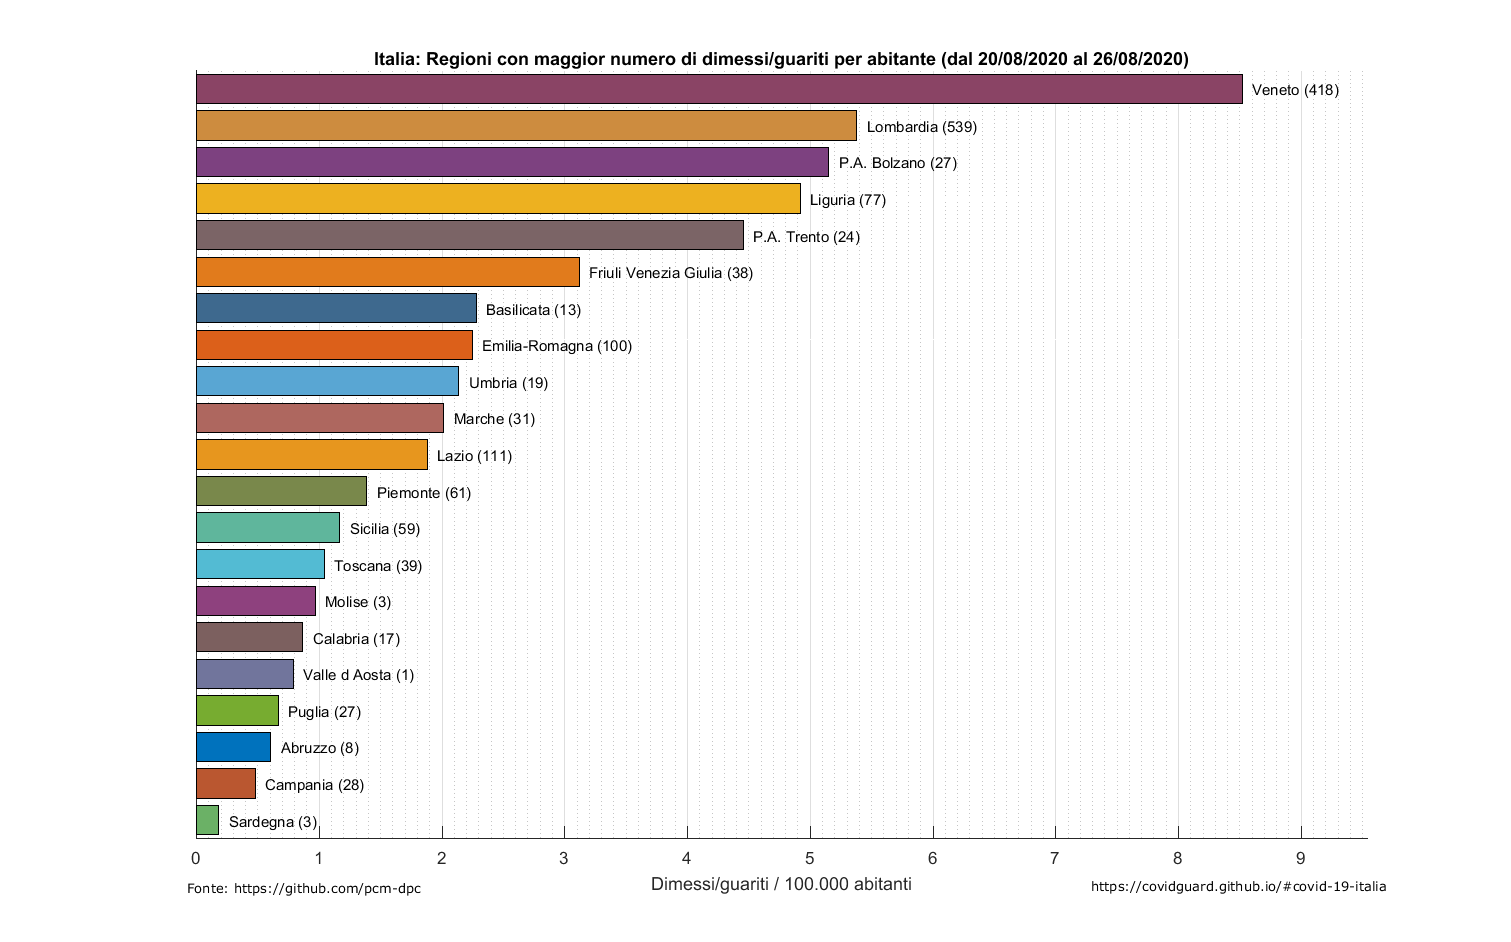 Italia: Regioni con maggior numero di dimessi/guariti per abitante (dal 20/08/2020 al 26/08/2020)
Veneto (418)
Lombardia (539)
P.A. Bolzano (27)
Liguria (77)
P.A. Trento (24)
Friuli Venezia Giulia (38)
Basilicata (13)
Emilia-Romagna (100)
Umbria (19)
Marche (31)
Lazio (111)
Piemonte (61)
Sicilia (59)
Toscana (39)
Molise (3)
Calabria (17)
Valle d Aosta (1)
Puglia (27)
Abruzzo (8)
Campania (28)
Sardegna (3)
0 1 2 3 4 5 6 7 8 9
Dimessi/guariti / 100.000 abitanti
Fonte: https://github.com/pcm-dpc
https://covidguard.github.io/#covid-19-italia